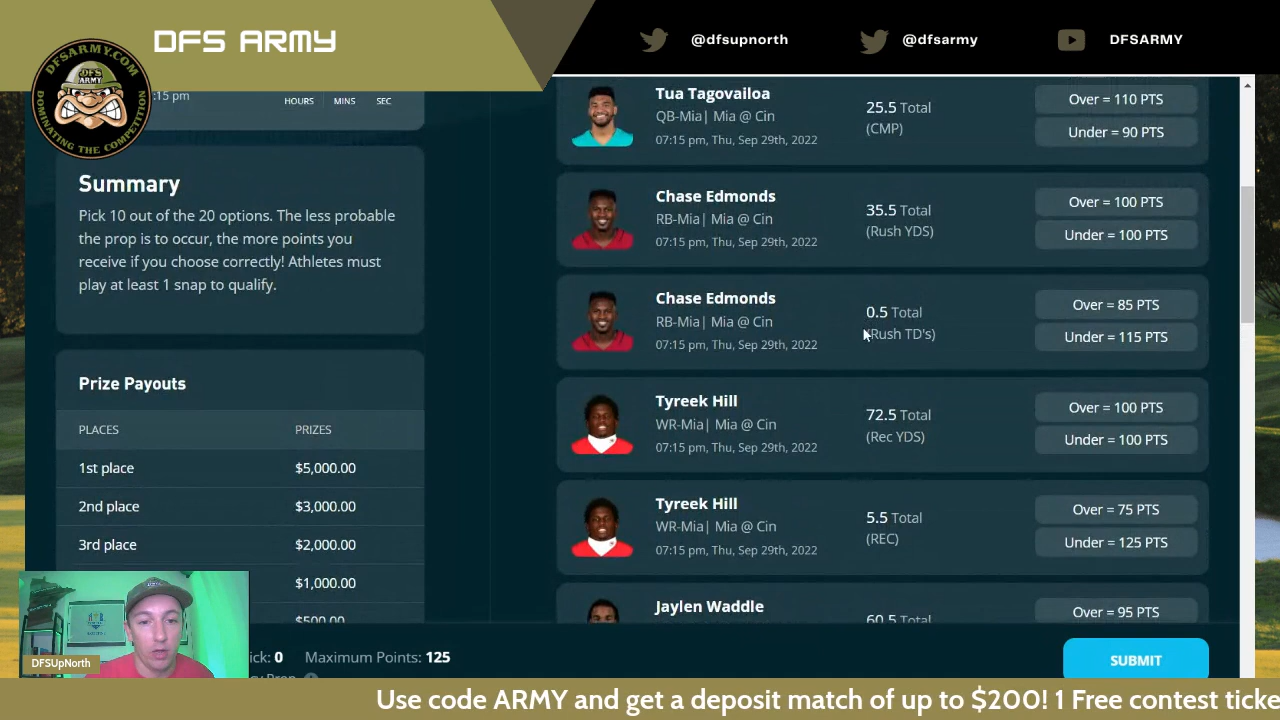 DFS ARMY
@dfsupnorth
@dfsarmy
DFSARMY
DFSARMY.COM
DFS
ARMY
DOMINATING THE COMPETITION
:15 pm
HOURS
MINS
SEC
Summary
Pick 10 out of the 20 options. The less probable
the prop is to occur, the more points you
receive if you choose correctly! Athletes must
play at least 1 snap to qualify.
Prize Payouts
PLACES PRIZES
1st place $5,000.00
2nd place $3,000.00
3rd place $2,000.00
$1,000.00
$500.00
Tua Tagovailoa
QB-Mia| Mia @ Cin
07:15 pm, Thu, Sep 29th, 2022
25.5 Total
(CMP)
Over = 110 PTS
Under = 90 PTS
Chase Edmonds
RB-Mia| Mia @ Cin
07:15 pm, Thu, Sep 29th, 2022
35.5 Total
(Rush YDS)
Over = 100 PTS
Under = 100 PTS
Chase Edmonds
RB-Mia| Mia @ Cin
07:15 pm, Thu, Sep 29th, 2022
0.5 Total
(Rush TD's)
Over = 85 PTS
Under = 115 PTS
Tyreek Hill
WR-Mia| Mia @ Cin
07:15 pm, Thu, Sep 29th, 2022
72.5 Total
(Rec YDS)
Over = 100 PTS
Under = 100 PTS
Tyreek Hill
WR-Mia| Mia @ Cin
07:15 pm, Thu, Sep 29th, 2022
5.5 Total
(REC)
Over = 75 PTS
Under = 125 PTS
Jaylen Waddle
60.5 Total
Over = 95 PTS
ick: 0 Maximum Points: 125
SUBMIT
DFSUpNorth
Use code ARMY and get a deposit match of up to $200! 1 Free contest ticke